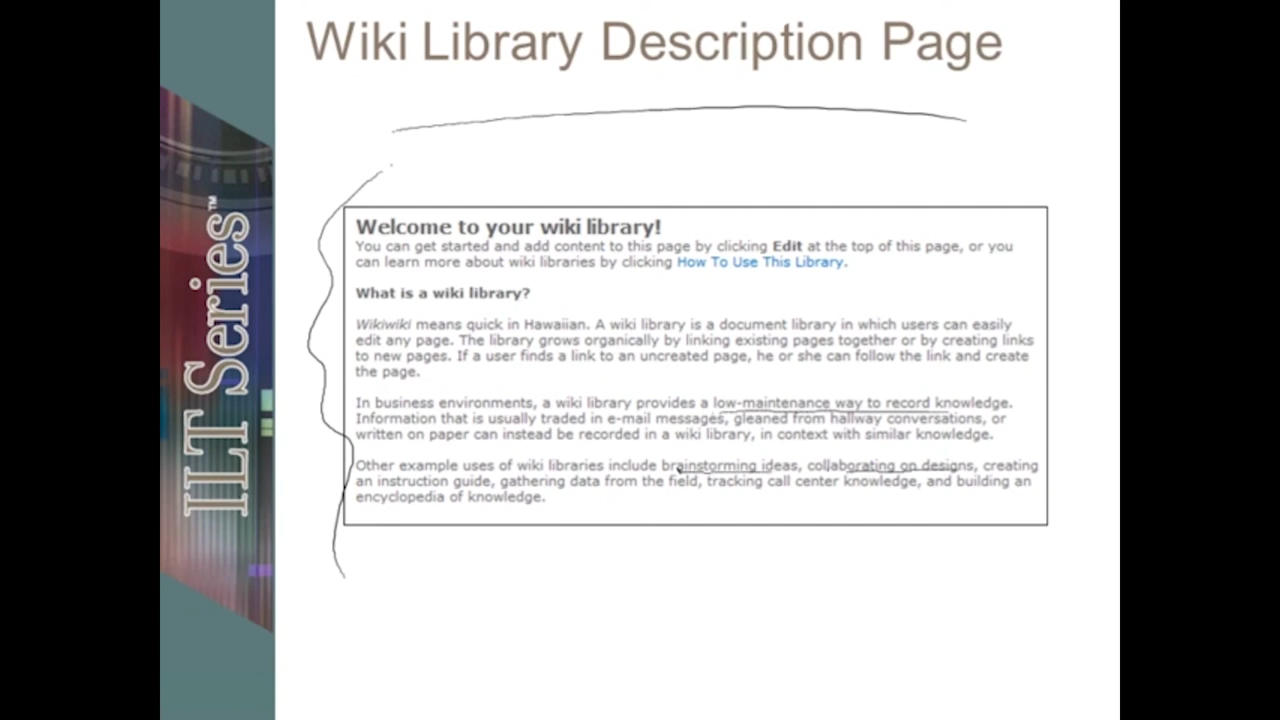 Wiki Library Description Page
ILT Series™
Welcome to your wiki library!
You can get started and add content to this page by clicking Edit at the top of this page, or you
can learn more about wiki libraries by clicking How To Use This Library.
What is a wiki library?
Wikiwiki means quick in Hawaiian. A wiki library is a document library in which users can easily
edit any page. The library grows organically by linking existing pages together or by creating links
to new pages. If a user finds a link to an uncreated page, he or she can follow the link and create
the page.
In business environments, a wiki library provides a low-maintenance way to record knowledge.
Information that is usually traded in e-mail messages, gleaned from hallway conversations, or
written on paper can instead be recorded in a wiki library, in context with similar knowledge.
Other example uses of wiki libraries include brainstorming ideas, collaborating on designs, creating
an instruction guide, gathering data from the field, tracking call center knowledge, and building an
encyclopedia of knowledge.